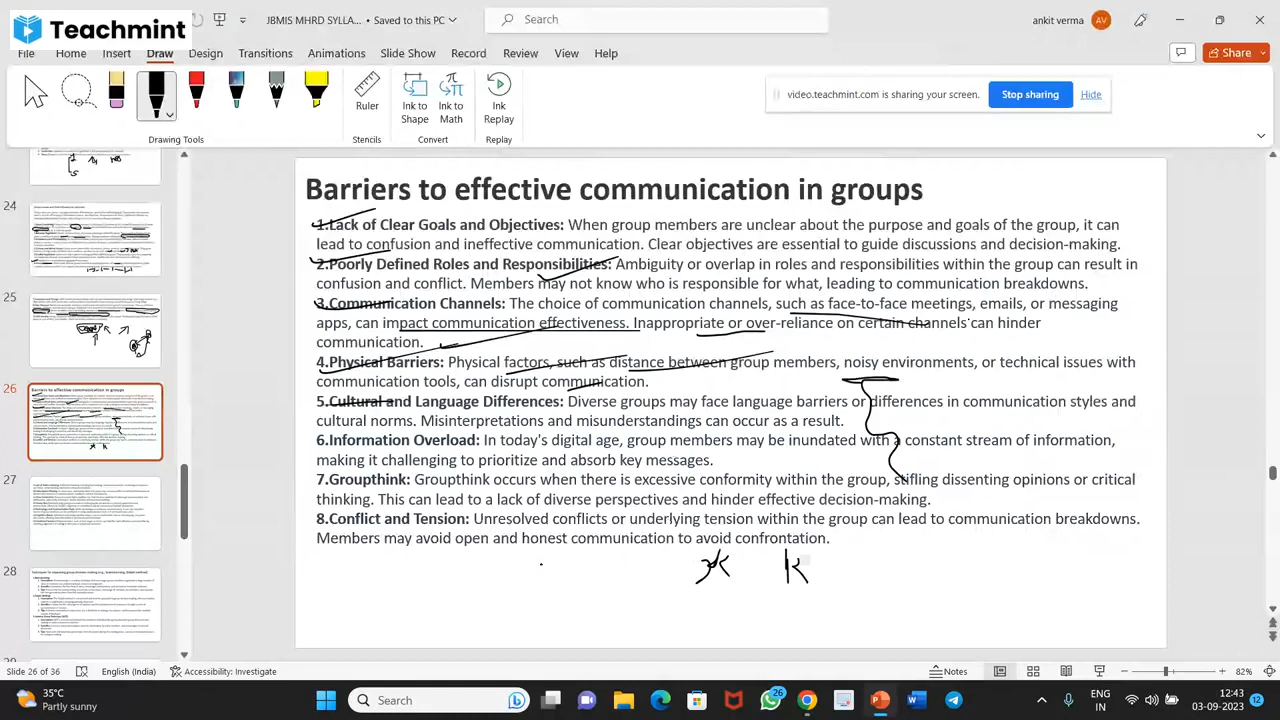 Teachmint
JBMIS MHRD SYLLA... • Saved to this PC
Search
ankit verma
AV
File Home Insert Draw Design Transitions Animations Slide Show Record Review View Help
Share
Ruler
Ink to Shape
Ink to Math
Ink Replay
Stencils
Convert
Replay
Drawing Tools
video.teachmint.com is sharing your screen.
Stop sharing
Hide
24
25
26
27
28
Barriers to effective communication in groups
1.Lack of Clear Goals and Objectives: When group members are unclear about the purpose and goals of the group, it can
lead to confusion and ineffective communication. Clear objectives are essential to guide discussions and decision-making.
2.Poorly Defined Roles and Responsibilities: Ambiguity or overlap in roles and responsibilities within the group can result in
confusion and conflict. Members may not know who is responsible for what, leading to communication breakdowns.
3.Communication Channels: The choice of communication channels, such as face-to-face meetings, emails, or messaging
apps, can impact communication effectiveness. Inappropriate or over-reliance on certain channels can hinder
communication.
4.Physical Barriers: Physical factors, such as distance between group members, noisy environments, or technical issues with
communication tools, can disrupt communication.
5.Cultural and Language Differences: Diverse groups may face language barriers or differences in communication styles and
cultural norms. Misinterpretation and misunderstandings can occur as a result.
6.Information Overload: In today's digital age, group members may be inundated with a constant stream of information,
making it challenging to prioritize and absorb key messages.
7.Groupthink: Groupthink occurs when there is excessive conformity within the group, stifling dissenting opinions or critical
thinking. This can lead to a lack of diverse perspectives and hinder effective decision-making.
8.Conflict and Tension: Unresolved conflicts or underlying tension within the group can lead to communication breakdowns.
Members may avoid open and honest communication to avoid confrontation.
Slide 26 of 36
English (India)
Accessibility: Investigate
Notes
82%
35°C
Partly sunny
Search
26
ENG
IN
12:43
03-09-2023